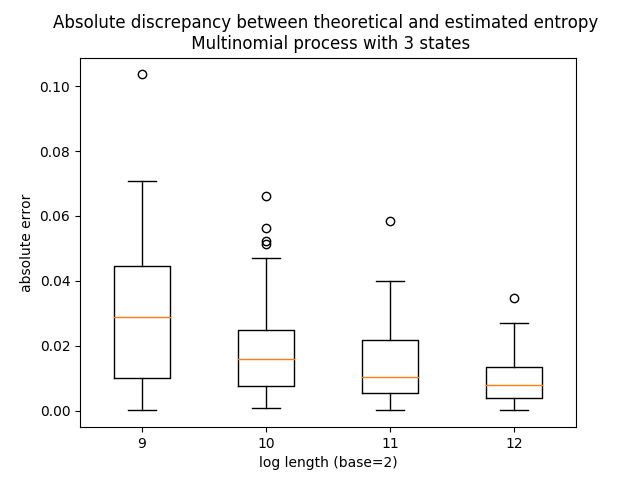 Absolute discrepancy between theoretical and estimated entropy
Multinomial process with 3 states
0.10
0.08
0.06
0.04
0.02
0.00
absolute error
9 10 11 12
log length (base=2)